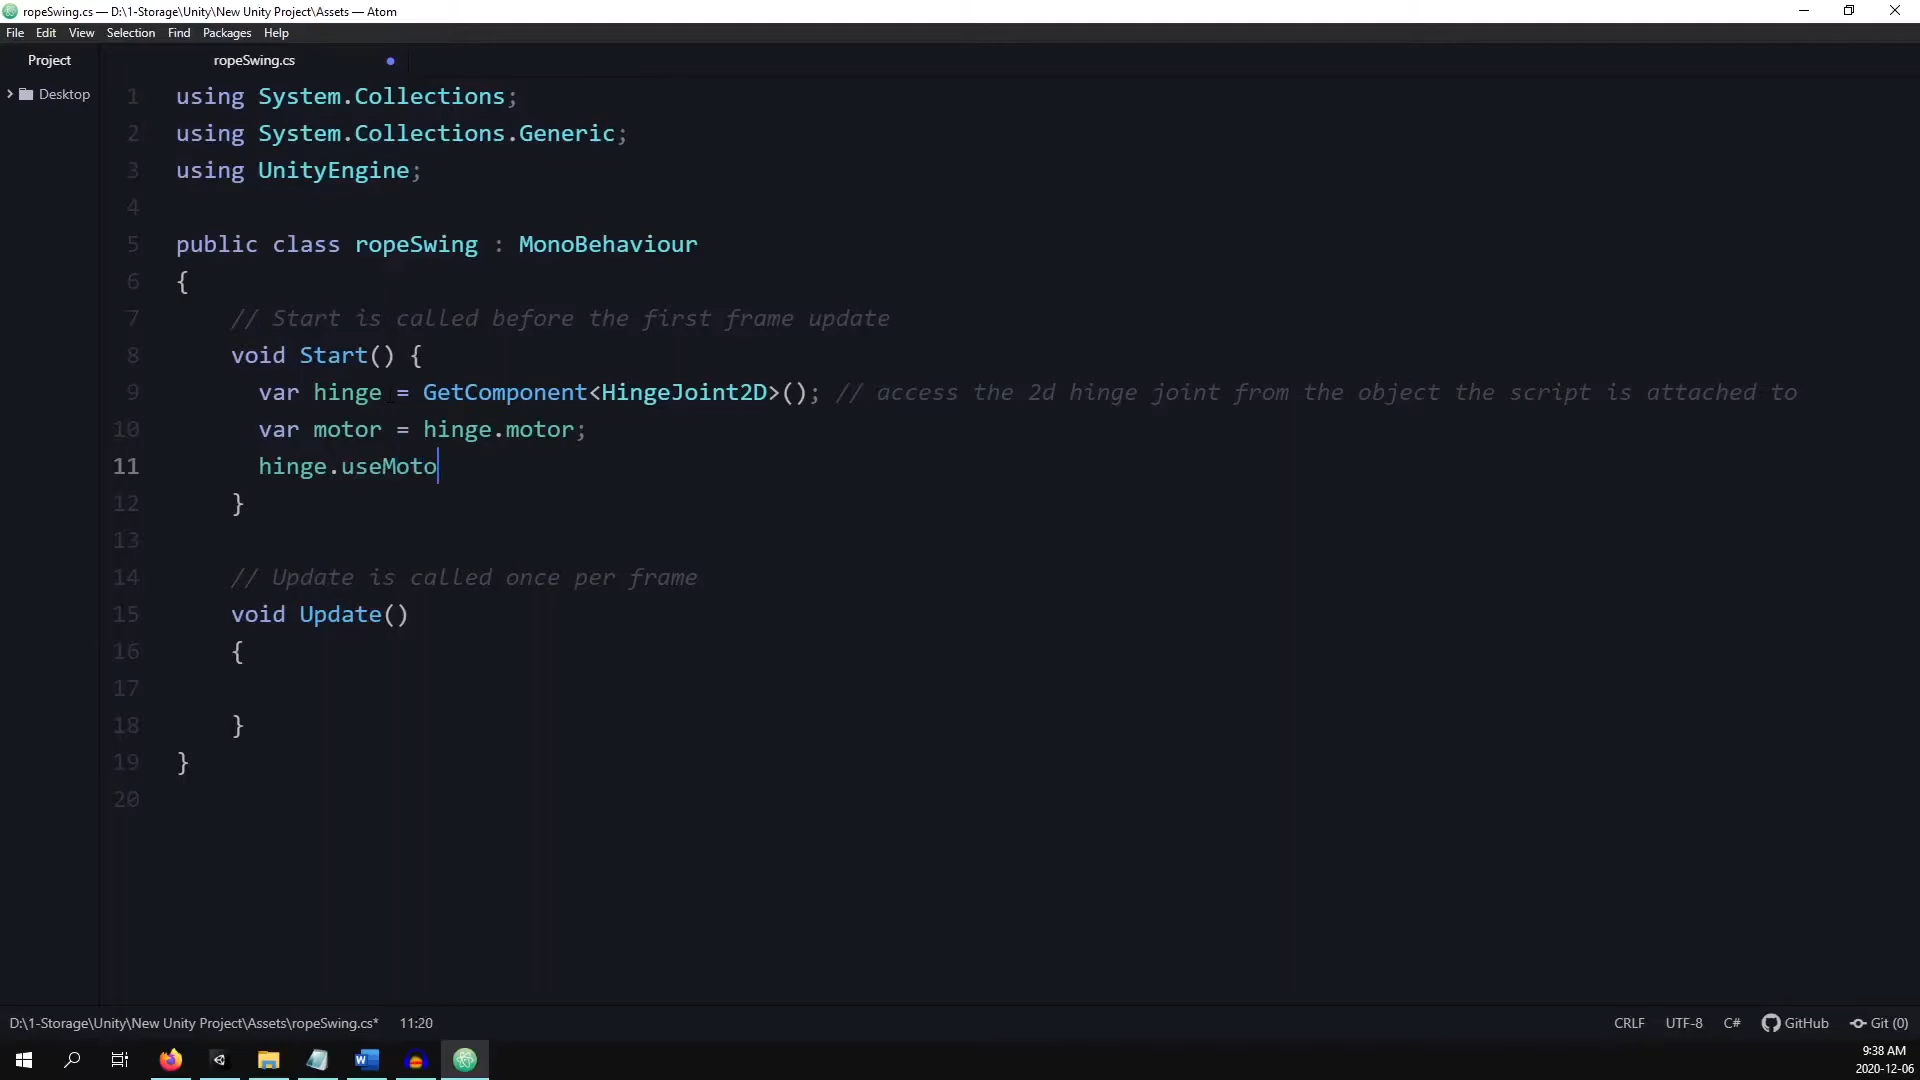 ropeSwing.cs — D:\1-Storage\Unity\New Unity Project\Assets — Atom
File Edit View Selection Find Packages Help
Project ropeSwing.cs
Desktop
1 using System.Collections;
2 using System.Collections.Generic;
3 using UnityEngine;
4
5 public class ropeSwing : MonoBehaviour
6 {
7 // Start is called before the first frame update
8 void Start() {
9 var hinge = GetComponent<HingeJoint2D>(); // access the 2d hinge joint from the object the script is attached to
10 var motor = hinge.motor;
11 hinge.useMoto
12 }
13
14 // Update is called once per frame
15 void Update()
16 {
17
18 }
19 }
20
D:\1-Storage\Unity\New Unity Project\Assets\ropeSwing.cs* 11:20 CRLF UTF-8 C# GitHub Git (0)
9:38 AM
2020-12-06